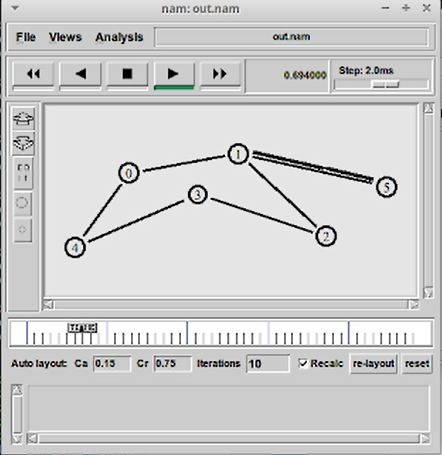 nam: out.nam
File Views Analysis out.nam
0.694000 Step: 2.0ms
1
0
5
3
2
4
TIME
Auto layout: Ca 0.15 Cr 0.75 Iterations 10 Recalc re-layout reset